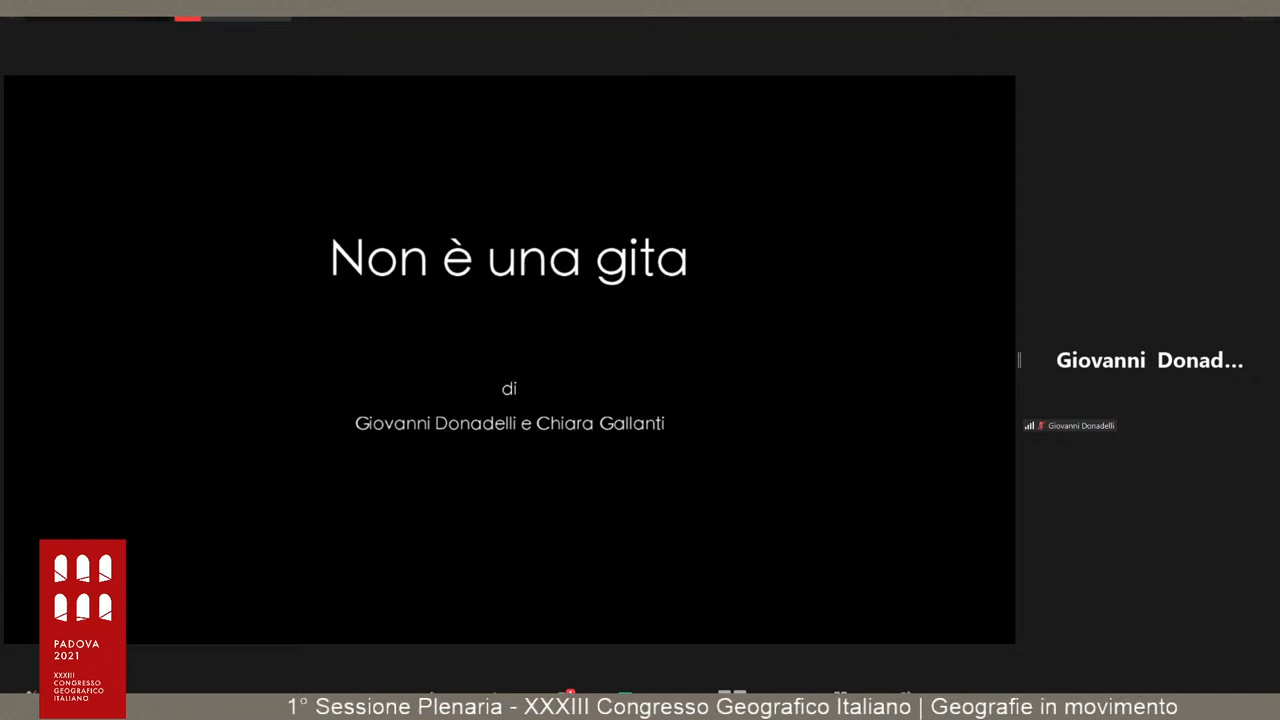 Non è una gita
di
Giovanni Donadelli e Chiara Gallanti
Giovanni Donad...
Giovanni Donadelli
PADOVA
2021
XXXIII
CONGRESSO
GEOGRAFICO
ITALIANO
1° Sessione Plenaria - XXXIII Congresso Geografico Italiano | Geografie in movimento